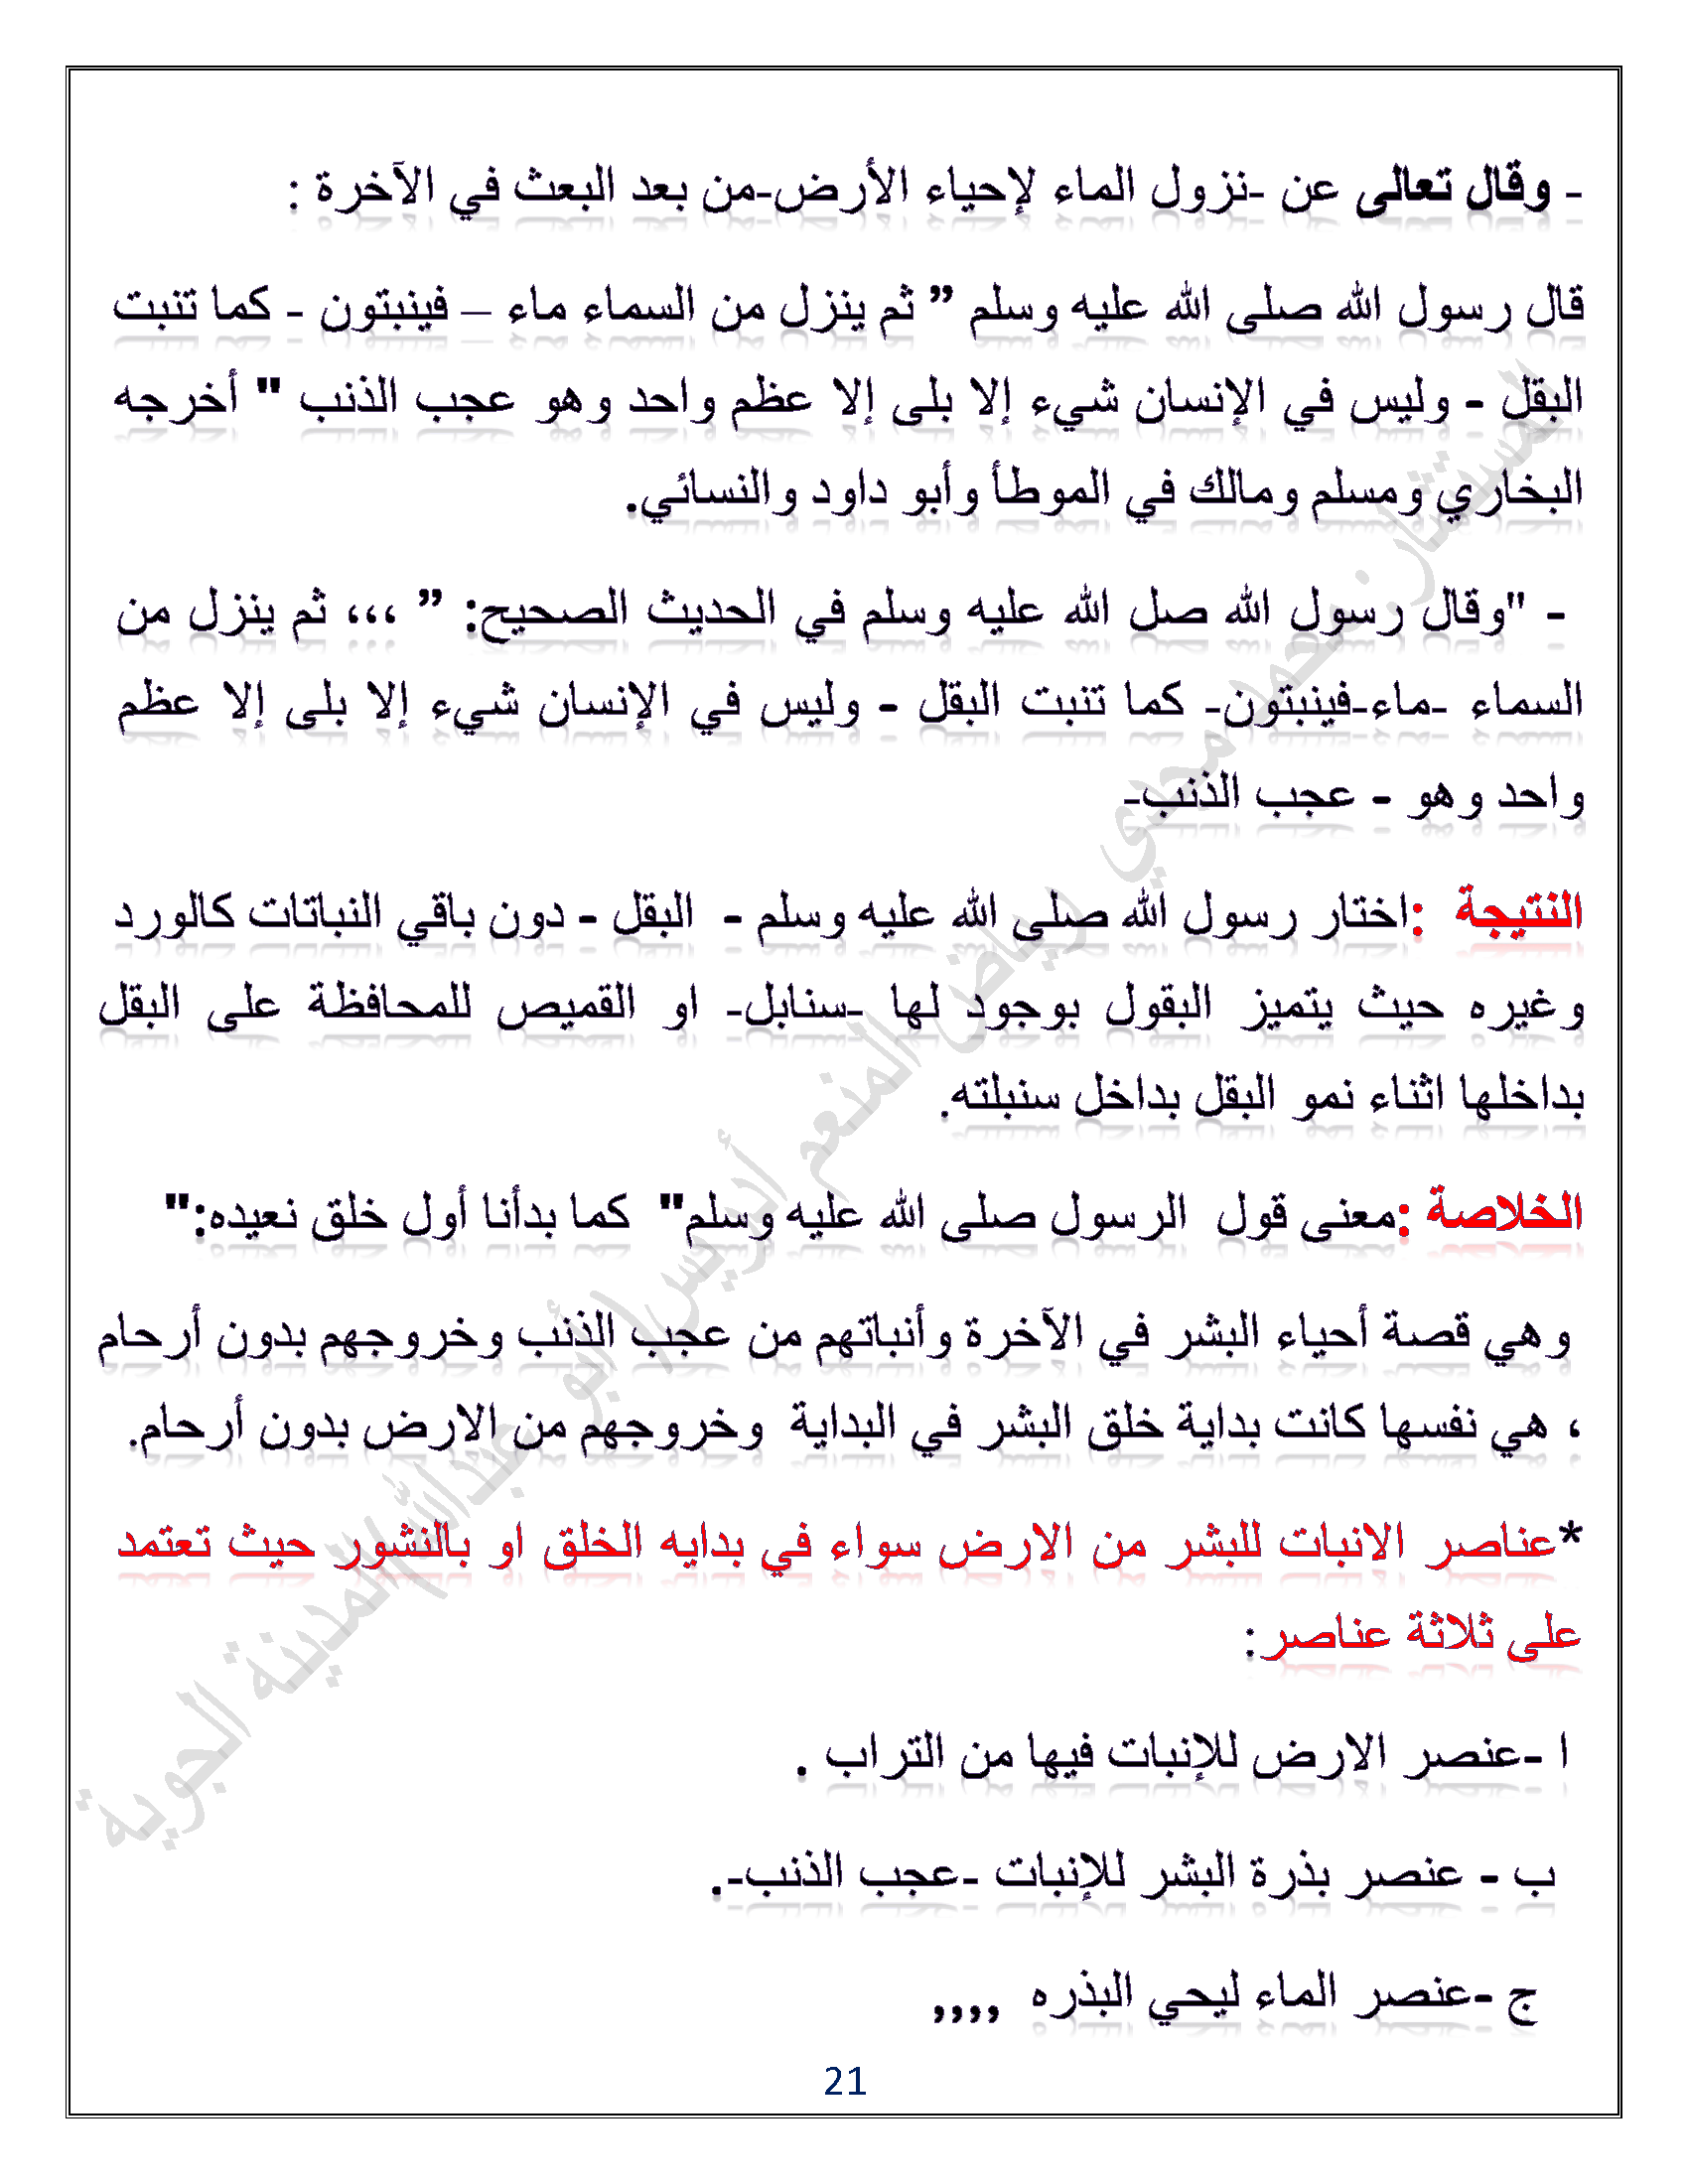 - وقال تعالى عن -نزول الماء لإحياء الأرض-من بعد البعث في الآخرة :
قال رسول الله صلى الله عليه وسلم ” ثم ينزل من السماء ماء – فينبتون - كما تنبت
البقل - وليس في الإنسان شيء إلا بلى إلا عظم واحد وهو عجب الذنب " أخرجه
البخاري ومسلم ومالك في الموطأ وأبو داود والنسائي.
- "وقال رسول الله صل الله عليه وسلم في الحديث الصحيح: ” ،،، ثم ينزل من
السماء -ماء-فينبتون- كما تنبت البقل - وليس في الإنسان شيء إلا بلى إلا عظم
واحد وهو - عجب الذنب-
النتيجة :اختار رسول الله صلى الله عليه وسلم - البقل - دون باقي النباتات كالورد
وغيره حيث يتميز البقول بوجود لها -سنابل- او القميص للمحافظة على البقل
بداخلها اثناء نمو البقل بداخل سنبلته.
الخلاصة :معنى قول الرسول صلى الله عليه وسلم" كما بدأنا أول خلق نعيده:"
وهي قصة أحياء البشر في الآخرة وأنباتهم من عجب الذنب وخروجهم بدون أرحام
، هي نفسها كانت بداية خلق البشر في البداية وخروجهم من الارض بدون أرحام.
*عناصر الانبات للبشر من الارض سواء في بدايه الخلق او بالنشور حيث تعتمد
على ثلاثة عناصر:
ا -عنصر الارض للإنبات فيها من التراب .
ب - عنصر بذرة البشر للإنبات -عجب الذنب-.
ج -عنصر الماء ليحي البذره ,,,,
21
المستشار. محمد مجدي رياض المنعم أدريس/ أبو عبدالله/المدينة الجوية